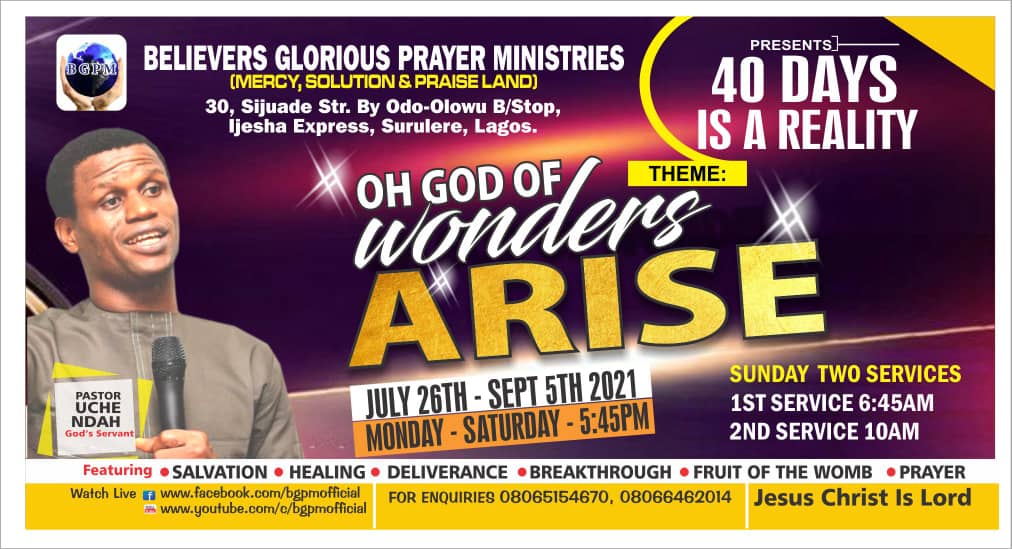 BGPM
BELIEVERS GLORIOUS PRAYER MINISTRIES
(MERCY, SOLUTION & PRAISE LAND)
30, Sijuade Str. By Odo-Olowu B/Stop,
Ijesha Express, Surulere, Lagos.
PRESENTS
40 DAYS
IS A REALITY
THEME:
OH GOD OF
wonders
ARISE
JULY 26TH - SEPT 5TH 2021
MONDAY - SATURDAY - 5:45PM
SUNDAY TWO SERVICES
1ST SERVICE 6:45AM
2ND SERVICE 10AM
PASTOR
UCHE
NDAH
God's Servant
Featuring • SALVATION • HEALING • DELIVERANCE • BREAKTHROUGH • FRUIT OF THE WOMB • PRAYER
Watch Live www.facebook.com/bgpmofficial
www.youtube.com/c/bgpmofficial
FOR ENQUIRIES 08065154670, 08066462014
Jesus Christ Is Lord